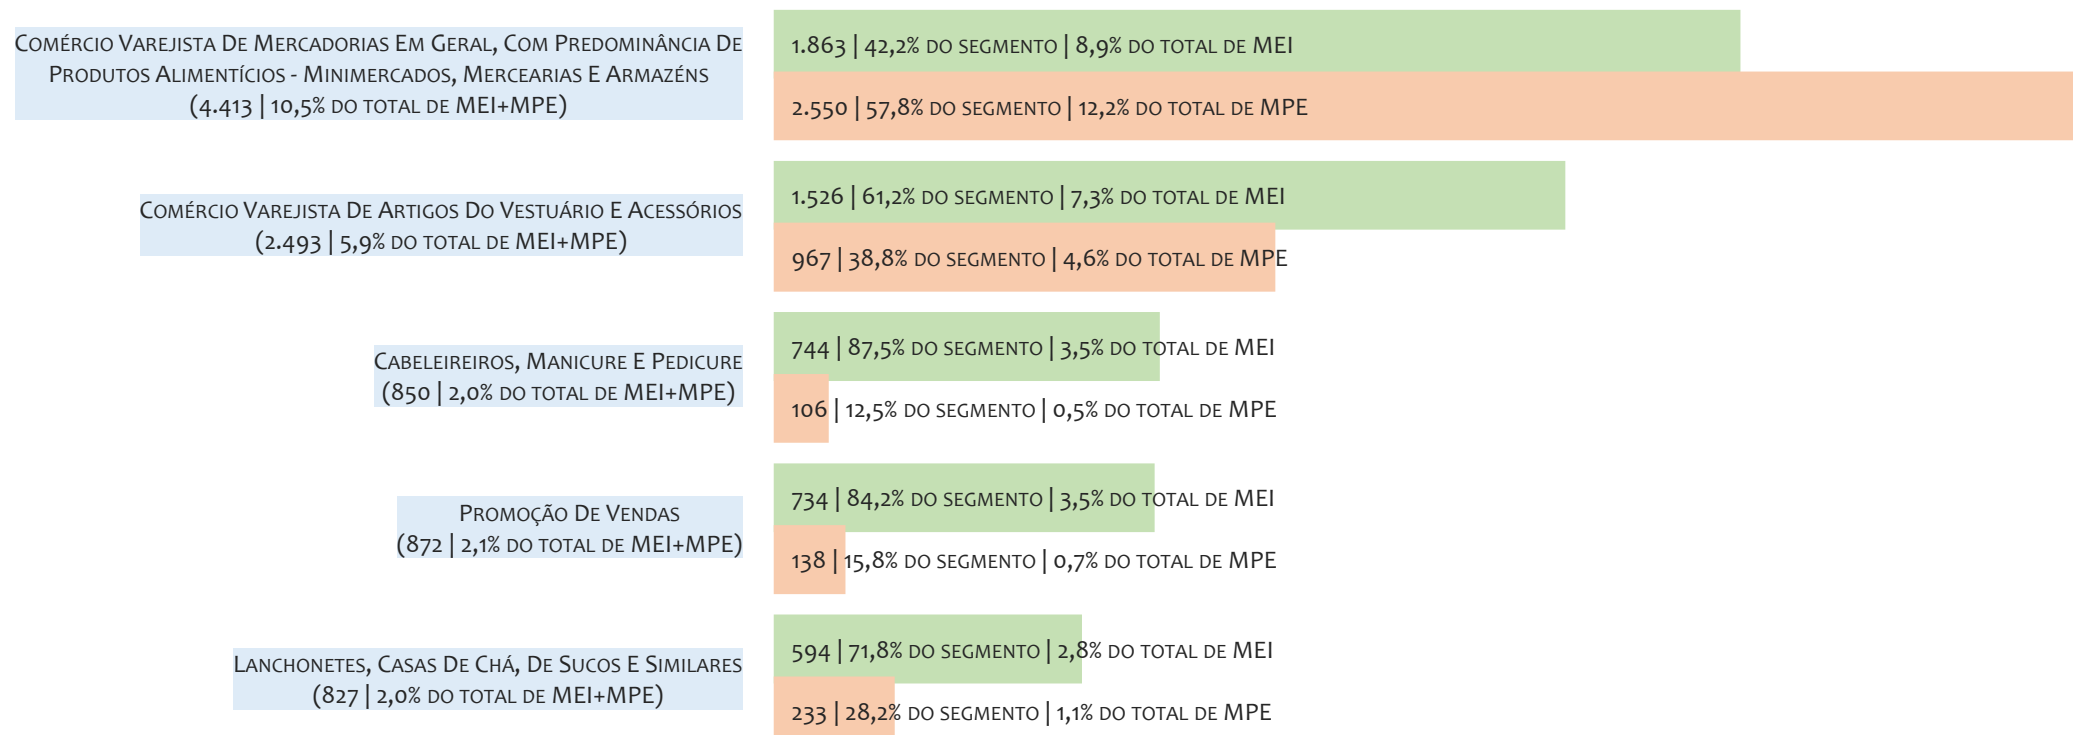 Comércio Varejista De Mercadorias Em Geral, Com Predominância De
Produtos Alimentícios - Minimercados, Mercearias E Armazéns
(4.413 | 10,5% do total de MEI+MPE)
1.863 | 42,2% do segmento | 8,9% do total de MEI
2.550 | 57,8% do segmento | 12,2% do total de MPE
Comércio Varejista De Artigos Do Vestuário E Acessórios
(2.493 | 5,9% do total de MEI+MPE)
1.526 | 61,2% do segmento | 7,3% do total de MEI
967 | 38,8% do segmento | 4,6% do total de MPE
Cabeleireiros, Manicure E Pedicure
(850 | 2,0% do total de MEI+MPE)
744 | 87,5% do segmento | 3,5% do total de MEI
106 | 12,5% do segmento | 0,5% do total de MPE
Promoção De Vendas
(872 | 2,1% do total de MEI+MPE)
734 | 84,2% do segmento | 3,5% do total de MEI
138 | 15,8% do segmento | 0,7% do total de MPE
Lanchonetes, Casas De Chá, De Sucos E Similares
(827 | 2,0% do total de MEI+MPE)
594 | 71,8% do segmento | 2,8% do total de MEI
233 | 28,2% do segmento | 1,1% do total de MPE